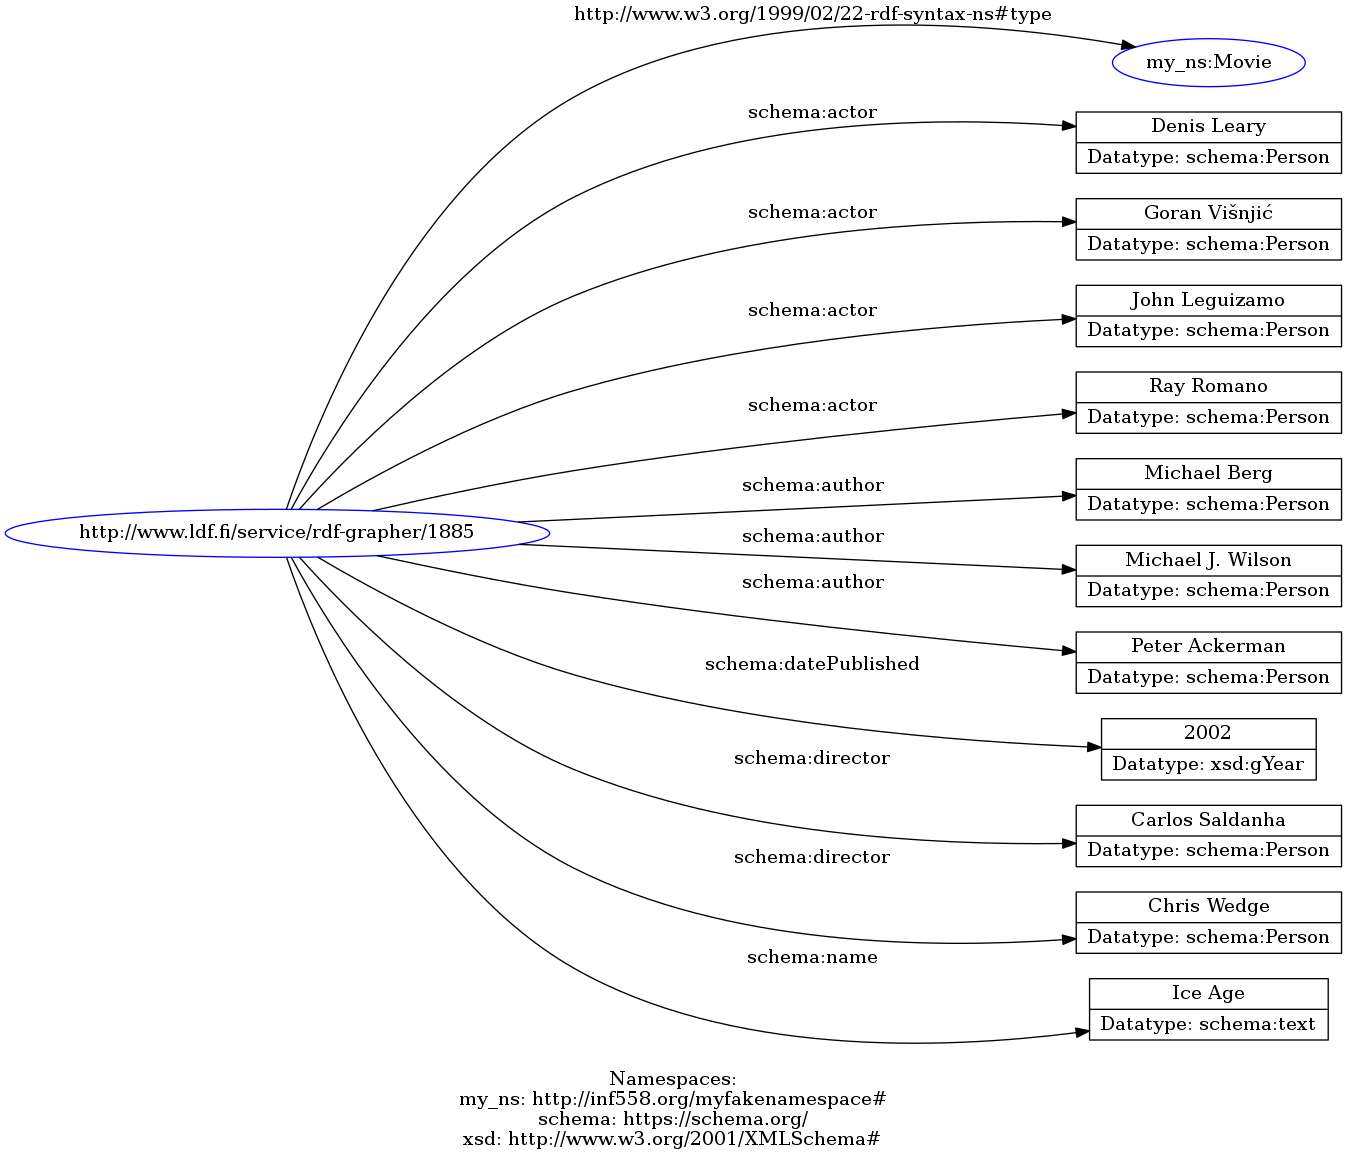 http://www.w3.org/1999/02/22-rdf-syntax-ns#type
my_ns:Movie
schema:actor
Denis Leary
Datatype: schema:Person
schema:actor
Goran Višnjić
Datatype: schema:Person
schema:actor
John Leguizamo
Datatype: schema:Person
schema:actor
Ray Romano
Datatype: schema:Person
schema:author
Michael Berg
Datatype: schema:Person
http://www.ldf.fi/service/rdf-grapher/1885
schema:author
Michael J. Wilson
Datatype: schema:Person
schema:author
Peter Ackerman
Datatype: schema:Person
schema:datePublished
2002
Datatype: xsd:gYear
schema:director
Carlos Saldanha
Datatype: schema:Person
schema:director
Chris Wedge
Datatype: schema:Person
schema:name
Ice Age
Datatype: schema:text
Namespaces:
my_ns: http://inf558.org/myfakenamespace#
schema: https://schema.org/
xsd: http://www.w3.org/2001/XMLSchema#